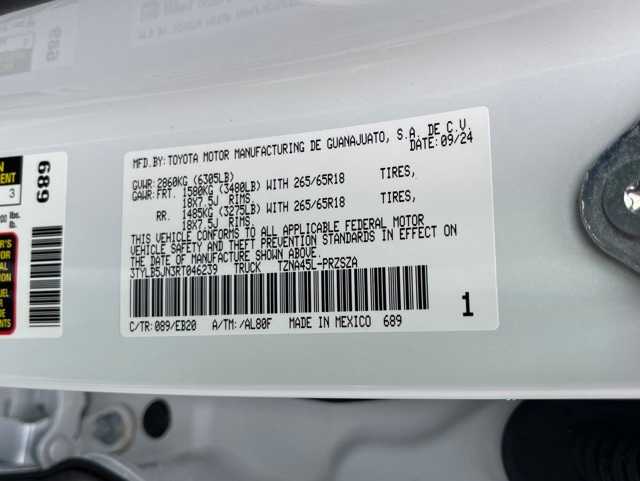 MFD. BY: TOYOTA MOTOR MANUFACTURING DE GUANAJUATO, S.A. DE C.V.
DATE: 09/24
GVWR: 2860KG (6305LB)
GAWR: FRT. 1580KG (3480LB) WITH 265/65R18 TIRES,
18X7.5J RIMS,
RR. 1485KG (3275LB) WITH 265/65R18 TIRES,
18X7.5J RIMS
THIS VEHICLE CONFORMS TO ALL APPLICABLE FEDERAL MOTOR
VEHICLE SAFETY AND THEFT PREVENTION STANDARDS IN EFFECT
ON THE DATE OF MANUFACTURE SHOWN ABOVE.
3TYLB5JN3RT046239 TRUCK TZNA45L-PRZSZA
1
C/TR: 089/EB20 A/TM: /AL80F MADE IN MEXICO 689
689
3
lbs.